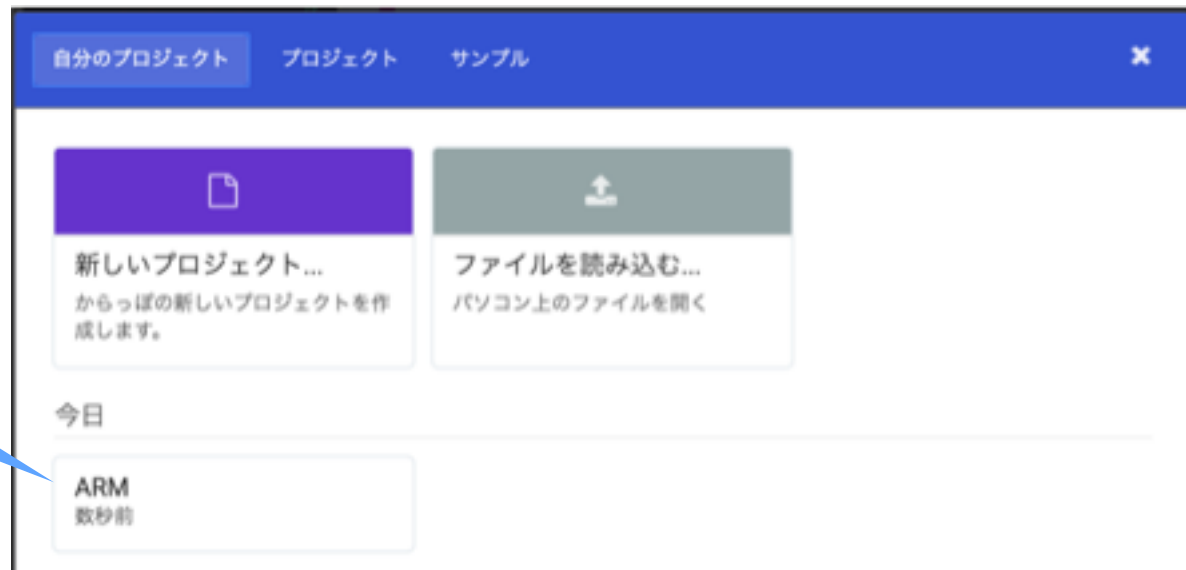 自分のプロジェクト プロジェクト サンプル
新しいプロジェクト...
からっぽの新しいプロジェクトを作
成します。
ファイルを読み込む...
パソコン上のファイルを開く
今日
ARM
数秒前